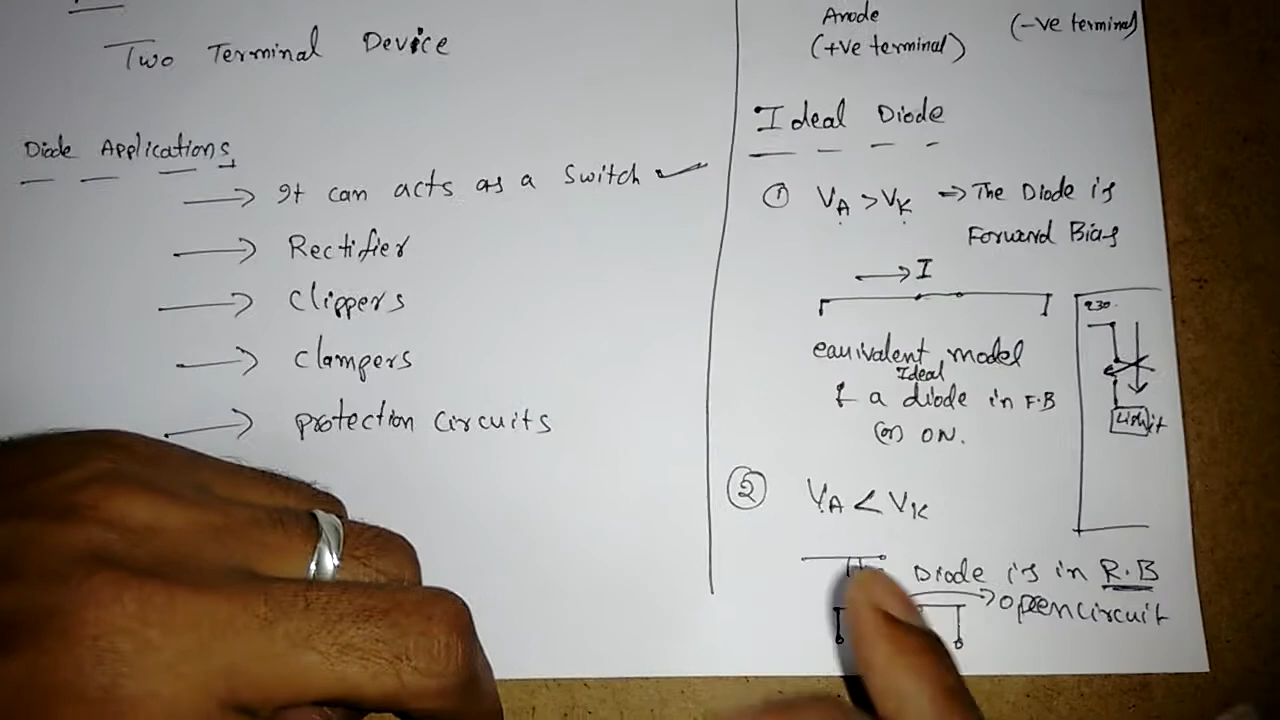 Two Terminal Device
Diode Applications
It can acts as a Switch
Rectifier
Clippers
Clampers
Protection Circuits
Anode
(+ve terminal)
(-ve terminal)
Ideal Diode
① VA > VK ⇒ The Diode is
Forward Bias
→ I
equivalent model
Ideal
of a diode in F.B
(or) ON.
230
Light
② VA < VK
Diode is in R.B
→ open circuit